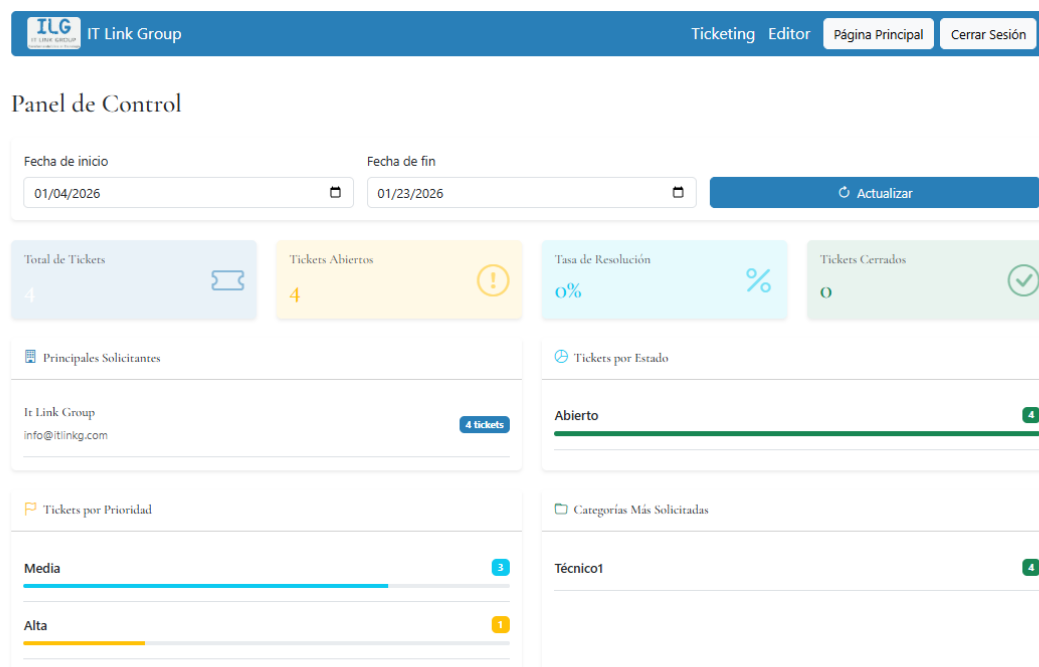 ILG
IT LINK GROUP
IT Link Group
Ticketing
Editor
Página Principal
Cerrar Sesión
Panel de Control
Fecha de inicio
Fecha de fin
01/04/2026
01/23/2026
Actualizar
Total de Tickets
4
Tickets Abiertos
4
Tasa de Resolución
0%
Tickets Cerrados
0
Principales Solicitantes
It Link Group
info@itlinkg.com
4 tickets
Tickets por Estado
Abierto
4
Tickets por Prioridad
Media
3
Alta
1
Categorías Más Solicitadas
Técnico1
4